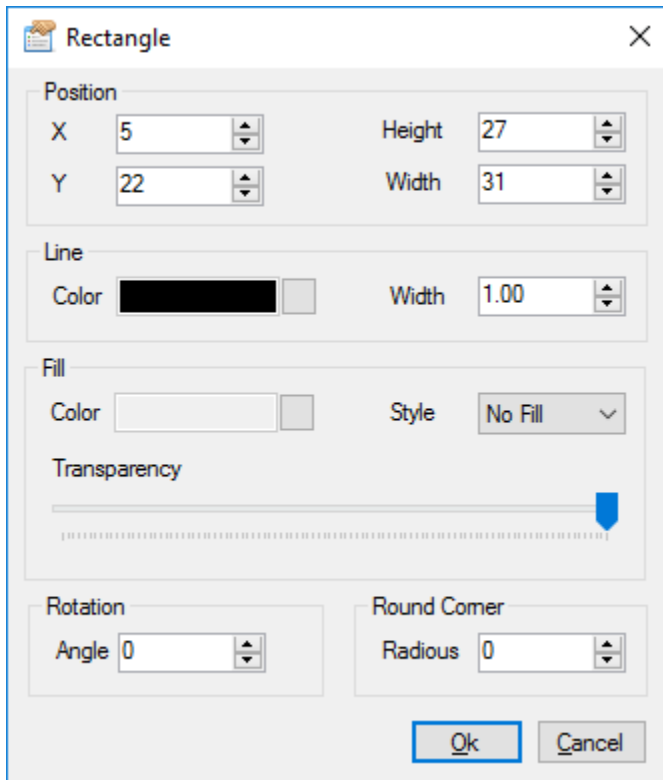 Rectangle
Position
X 5 Height 27
Y 22 Width 31
Line
Color Width 1.00
Fill
Color Style No Fill
Transparency
Rotation Round Corner
Angle 0 Radious 0
Ok Cancel